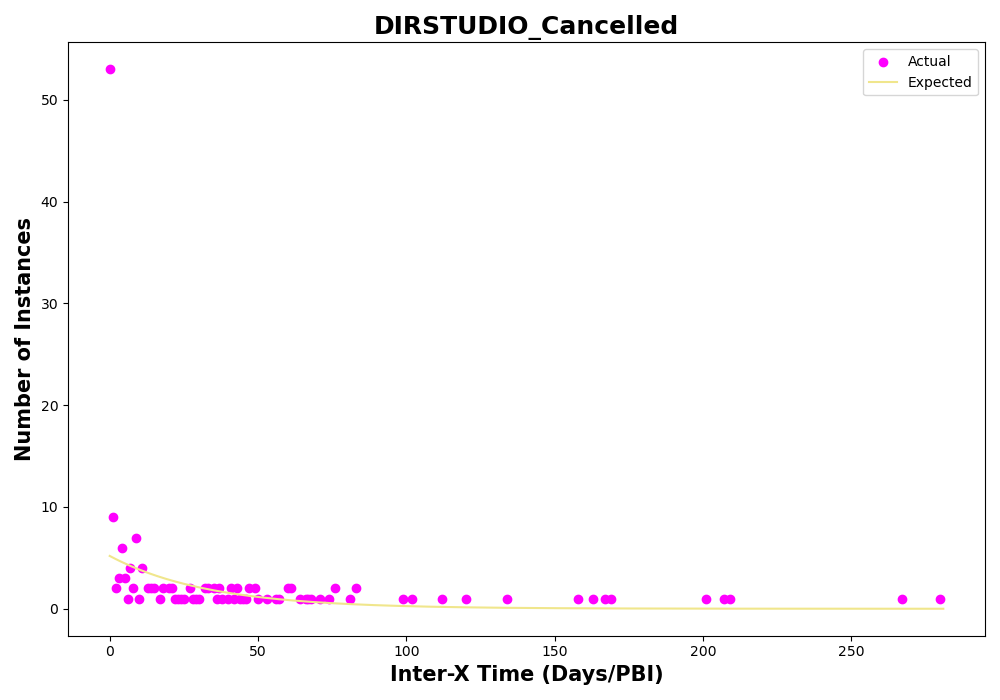 DIRSTUDIO_Cancelled
Actual
Expected
Number of Instances
50
40
30
20
10
0
0 50 100 150 200 250
Inter-X Time (Days/PBI)